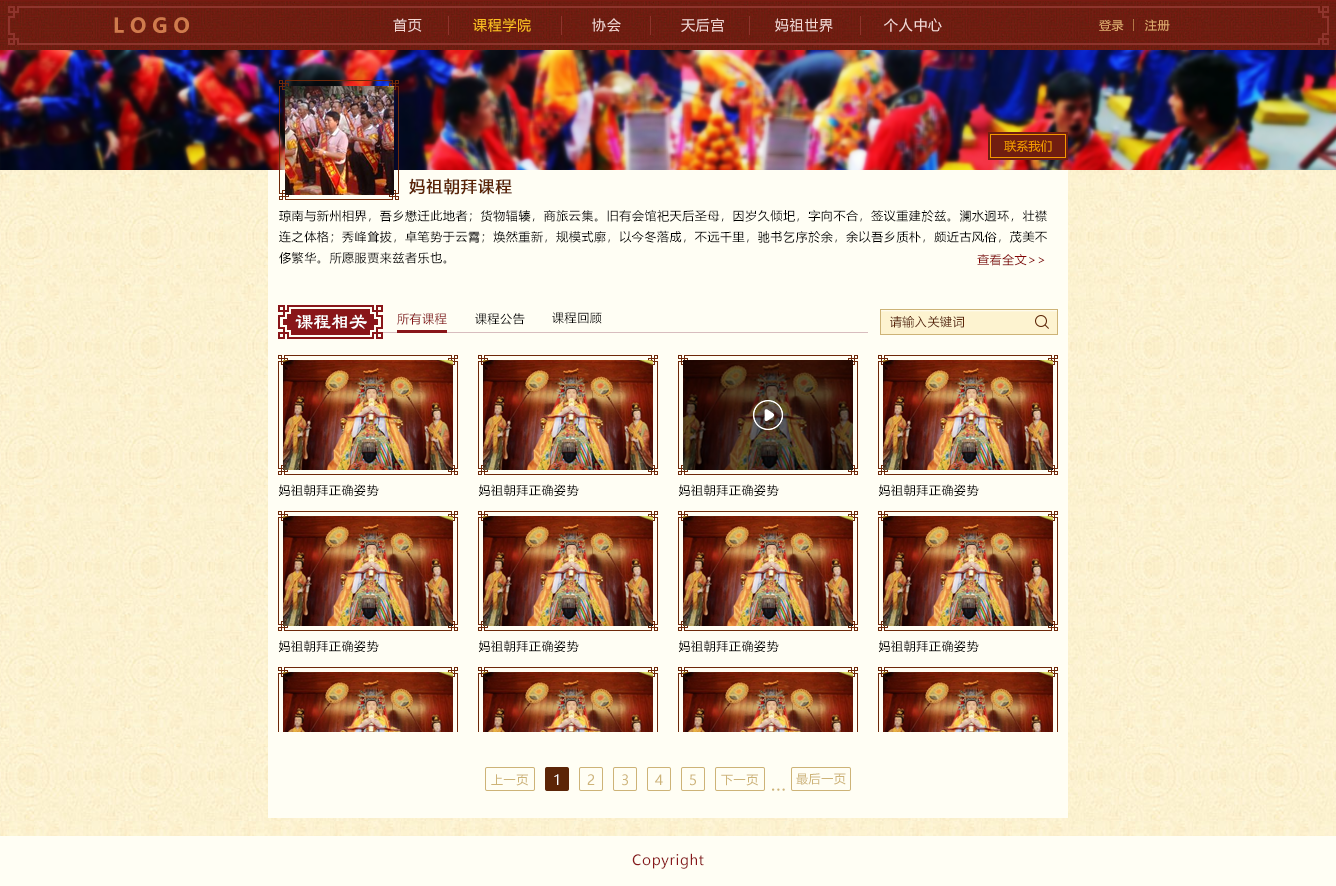 LOGO
首页 课程学院 协会 天后宫 妈祖世界 个人中心
登录 注册
联系我们
妈祖朝拜课程
琼南与新州相界，吾乡懋迁此地者；货物辐辏，商旅云集。旧有会馆祀天后圣母，因岁久倾圮，字向不合，签议重建於兹。澜水迥环，壮襟
连之体格；秀峰耸拔，卓笔势于云霄；焕然重新，规模式廓，以今冬落成，不远千里，驰书乞序於余，余以吾乡质朴，颇近古风俗，茂美不
侈繁华。所愿服贾来兹者乐也。
查看全文>>
课程相关 所有课程 课程公告 课程回顾
请输入关键词
妈祖朝拜正确姿势 妈祖朝拜正确姿势 妈祖朝拜正确姿势 妈祖朝拜正确姿势
妈祖朝拜正确姿势 妈祖朝拜正确姿势 妈祖朝拜正确姿势 妈祖朝拜正确姿势
上一页 1 2 3 4 5 下一页 ... 最后一页
Copyright